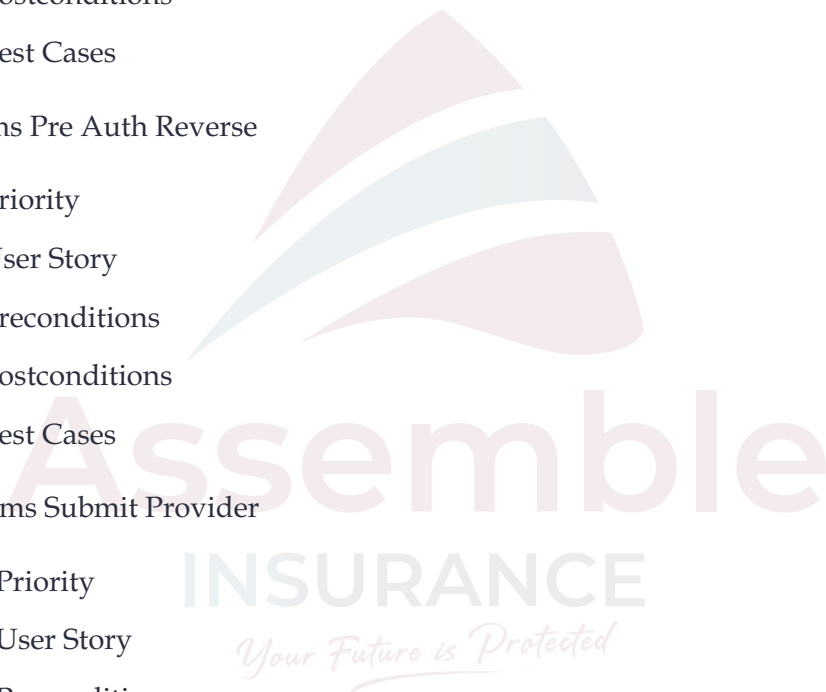 ostconditions
est Cases
ns Pre Auth Reverse
riority
ser Story
reconditions
ostconditions
est Cases
Assemble
ms Submit Provider
INSURANCE
Priority
User Story
Your Future is Protected